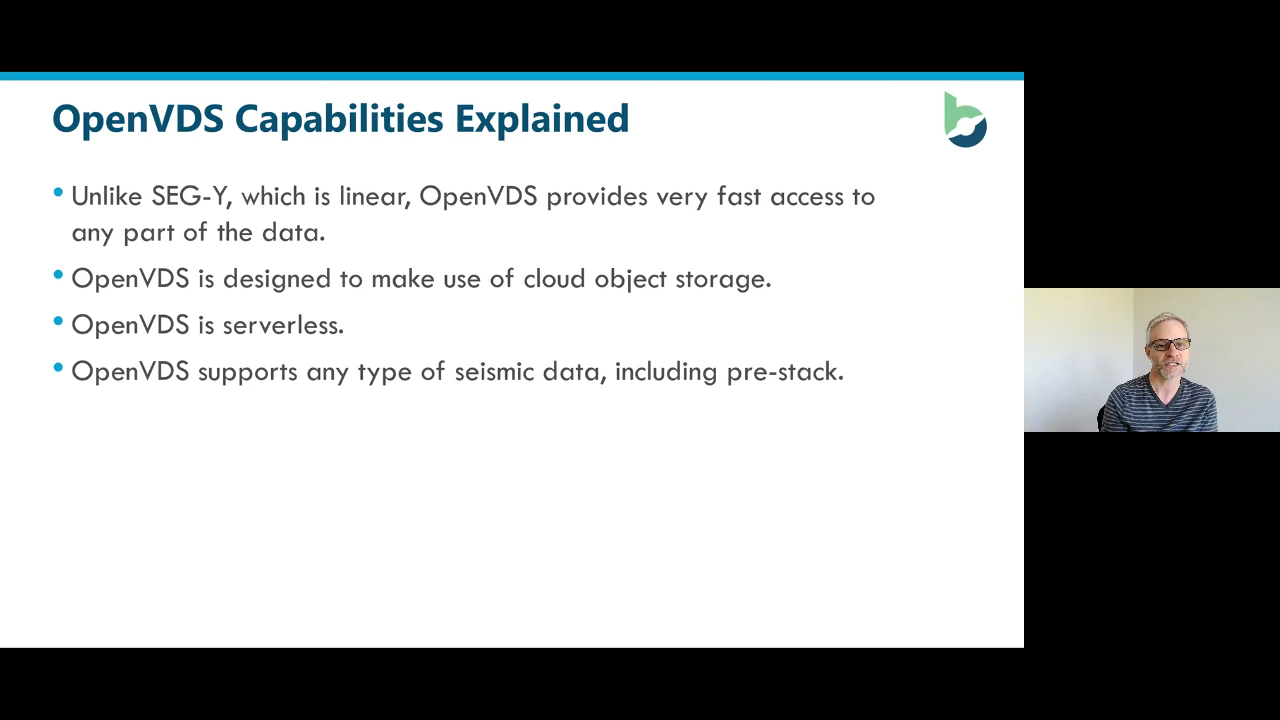 OpenVDS Capabilities Explained
• Unlike SEG-Y, which is linear, OpenVDS provides very fast access to
any part of the data.
• OpenVDS is designed to make use of cloud object storage.
• OpenVDS is serverless.
• OpenVDS supports any type of seismic data, including pre-stack.